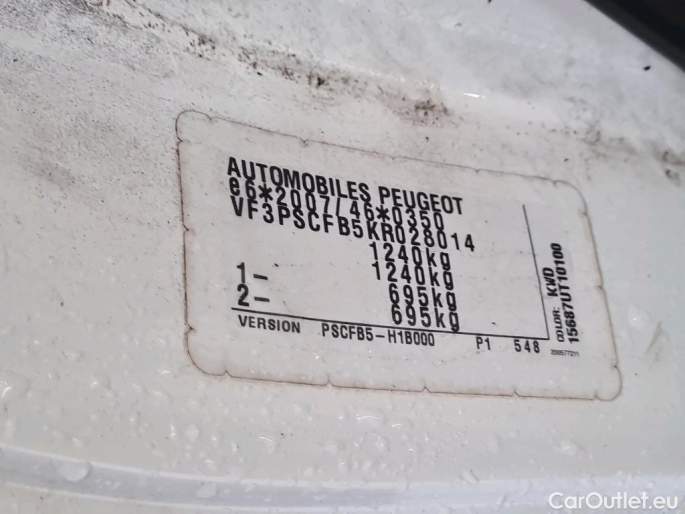 AUTOMOBILES PEUGEOT
e6*2007/46*0350
VF3PSCFB5KR028014
1240kg
1240kg
1- 695kg
2- 695kg
VERSION PSCFB5-H1B000 P1 548
COLOR: KWD
15687UT10100
CarOutlet.eu